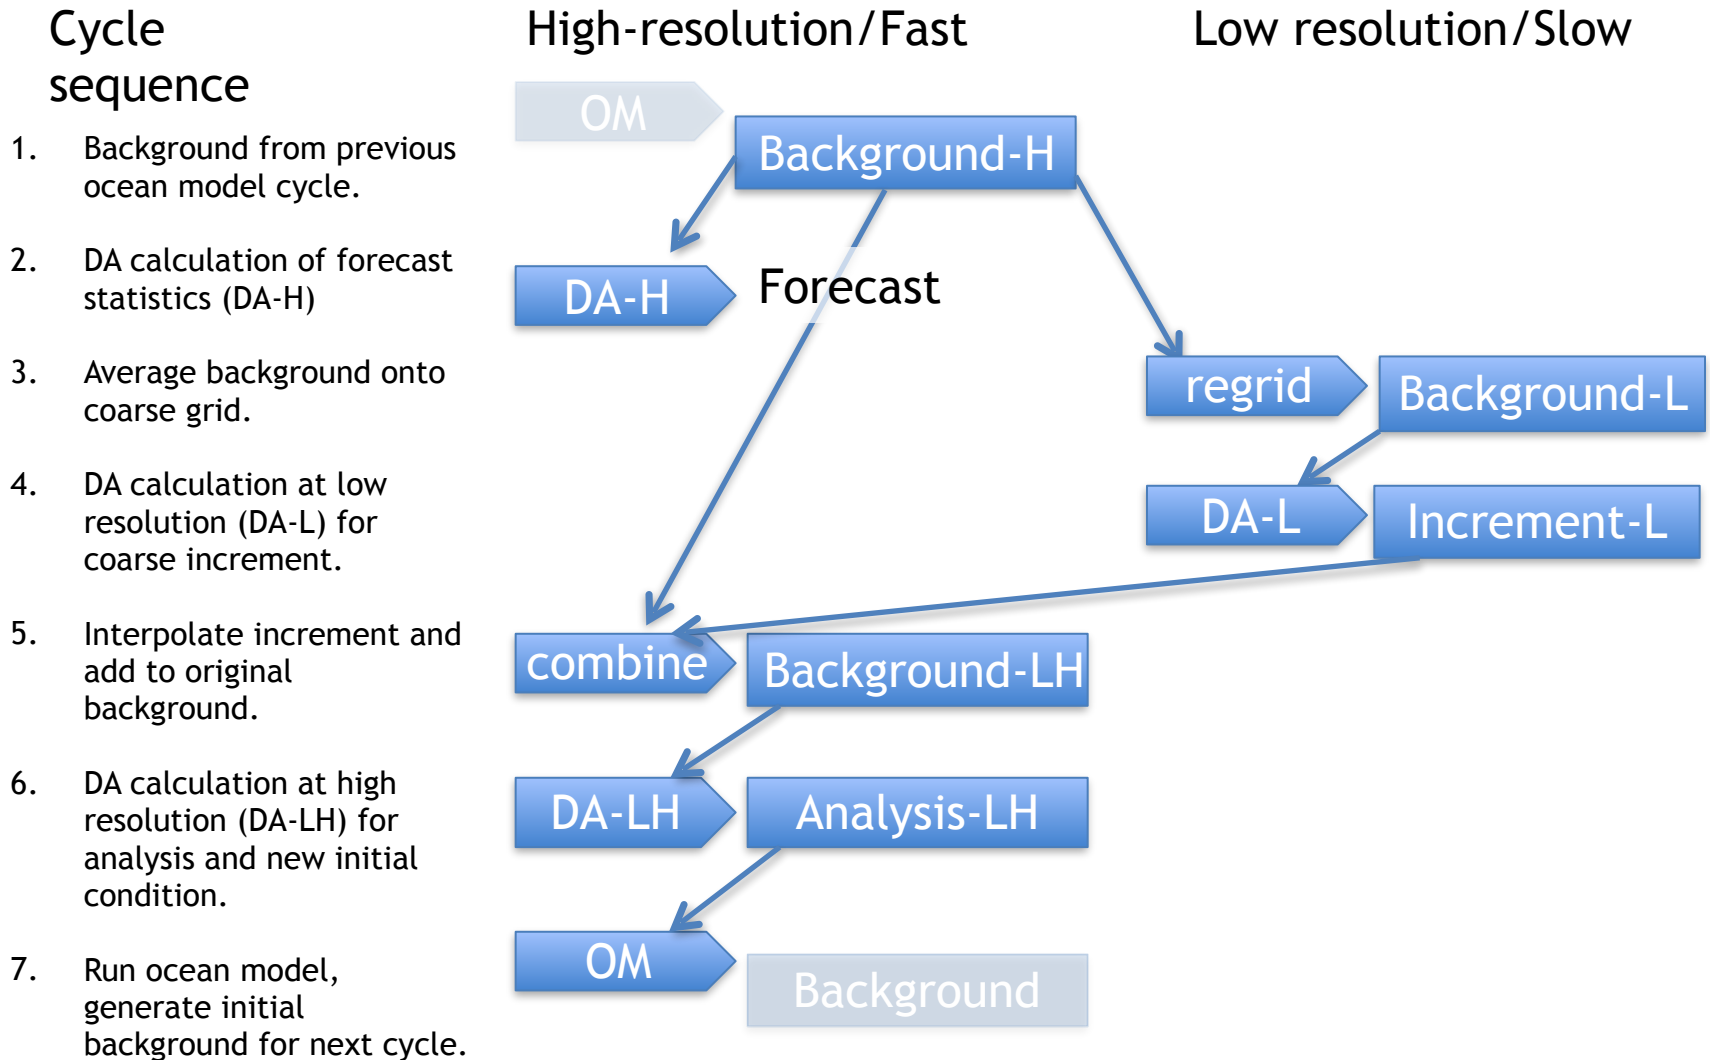 Cycle
sequence
1. Background from previous
ocean model cycle.
2. DA calculation of forecast
statistics (DA-H)
3. Average background onto
coarse grid.
4. DA calculation at low
resolution (DA-L) for
coarse increment.
5. Interpolate increment and
add to original
background.
6. DA calculation at high
resolution (DA-LH) for
analysis and new initial
condition.
7. Run ocean model,
generate initial
background for next cycle.
High-resolution/Fast
OM
Background-H
DA-H
Forecast
combine
Background-LH
DA-LH
Analysis-LH
OM
Background
Low resolution/Slow
regrid
Background-L
DA-L
Increment-L